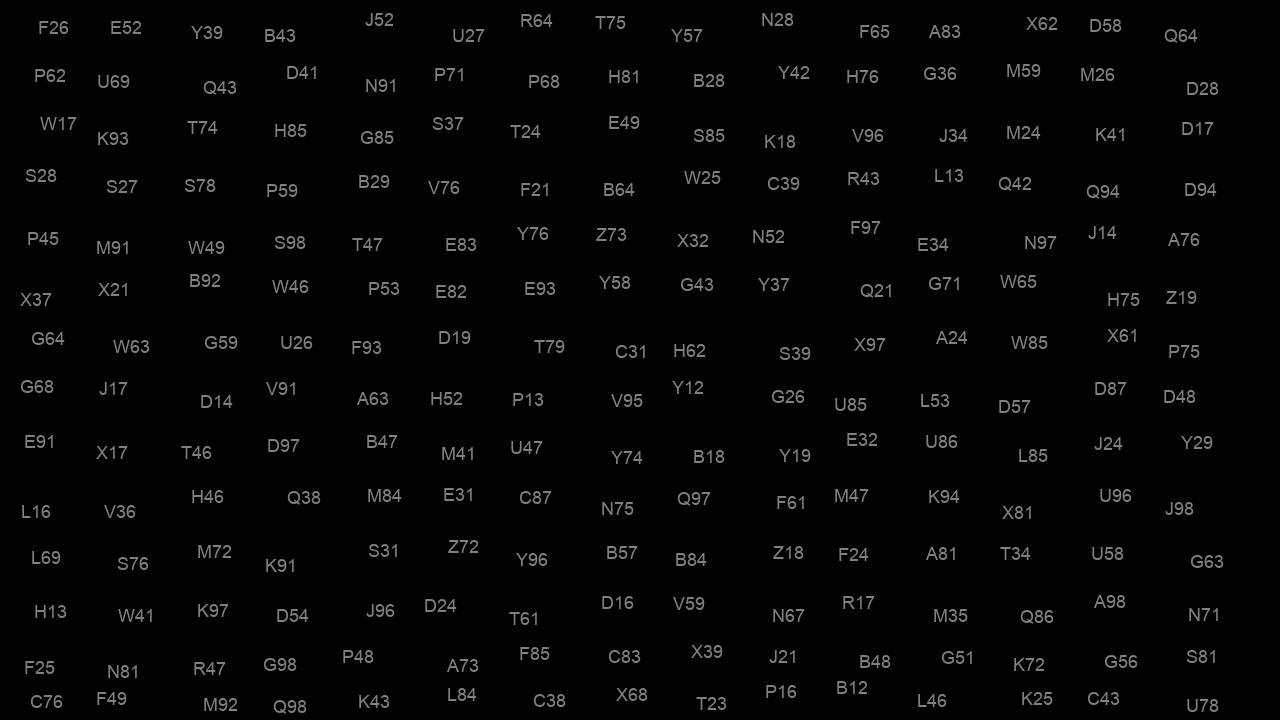 F26 E52 Y39 B43 J52 U27 R64 T75 Y57 N28 F65 A83 X62 D58 Q64
P62 U69 Q43 D41 N91 P71 P68 H81 B28 Y42 H76 G36 M59 M26 D28
W17 K93 T74 H85 G85 S37 T24 E49 S85 K18 V96 J34 M24 K41 D17
S28 S27 S78 P59 B29 V76 F21 B64 W25 C39 R43 L13 Q42 Q94 D94
P45 M91 W49 S98 T47 E83 Y76 Z73 X32 N52 F97 E34 N97 J14 A76
X37 X21 B92 W46 P53 E82 E93 Y58 G43 Y37 Q21 G71 W65 H75 Z19
G64 W63 G59 U26 F93 D19 T79 C31 H62 S39 X97 A24 W85 X61 P75
G68 J17 D14 V91 A63 H52 P13 V95 Y12 G26 U85 L53 D57 D87 D48
E91 X17 T46 D97 B47 M41 U47 Y74 B18 Y19 E32 U86 L85 J24 Y29
L16 V36 H46 Q38 M84 E31 C87 N75 Q97 F61 M47 K94 X81 U96 J98
L69 S76 M72 K91 S31 Z72 Y96 B57 B84 Z18 F24 A81 T34 U58 G63
H13 W41 K97 D54 J96 D24 T61 D16 V59 N67 R17 M35 Q86 A98 N71
F25 N81 R47 G98 P48 A73 F85 C83 X39 J21 B48 G51 K72 G56 S81
C76 F49 M92 Q98 K43 L84 C38 X68 T23 P16 B12 L46 K25 C43 U78